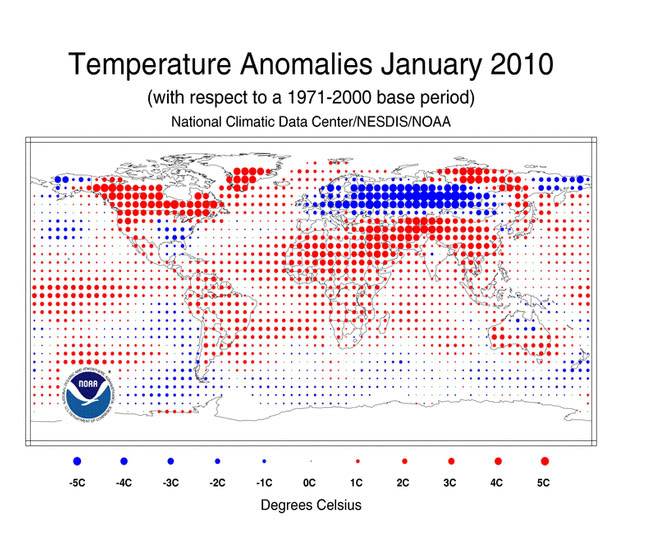 Temperature Anomalies January 2010
(with respect to a 1971-2000 base period)
National Climatic Data Center/NESDIS/NOAA
NOAA
-5C -4C -3C -2C -1C 0C 1C 2C 3C 4C 5C
Degrees Celsius